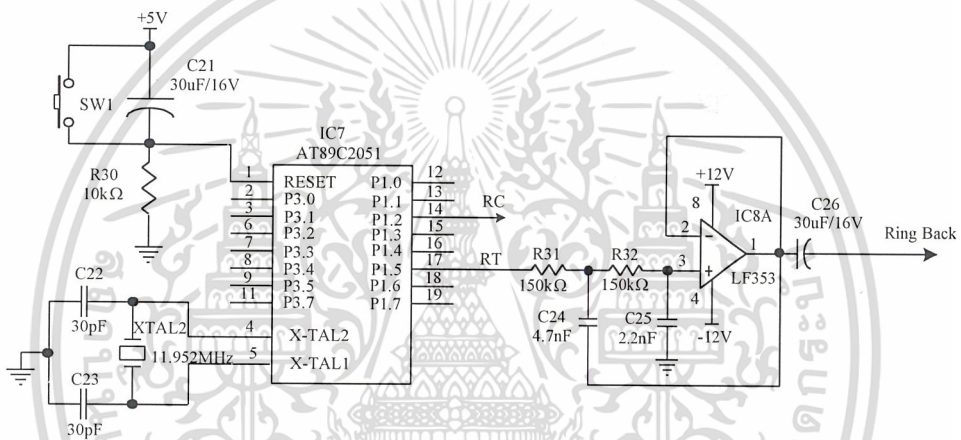 +5V
C21
30uF/16V
SW1
R30
10kΩ
IC7
AT89C2051
1 RESET P1.0 12
2 P3.0 P1.1 13
3 P3.1 P1.2 14 RC
6 P3.2 P1.3 15
7 P3.3 P1.4 16
8 P3.4 P1.5 17 RT
9 P3.5 P1.6 18
11 P3.7 P1.7 19
4 X-TAL2
5 X-TAL1
C22
30pF
XTAL2
11.952MHz
C23
30pF
R31
150kΩ
R32
150kΩ
C24
4.7nF
C25
2.2nF
+12V
8
IC8A
2
-
3
+
1
LF353
4
-12V
C26
30uF/16V
Ring Back